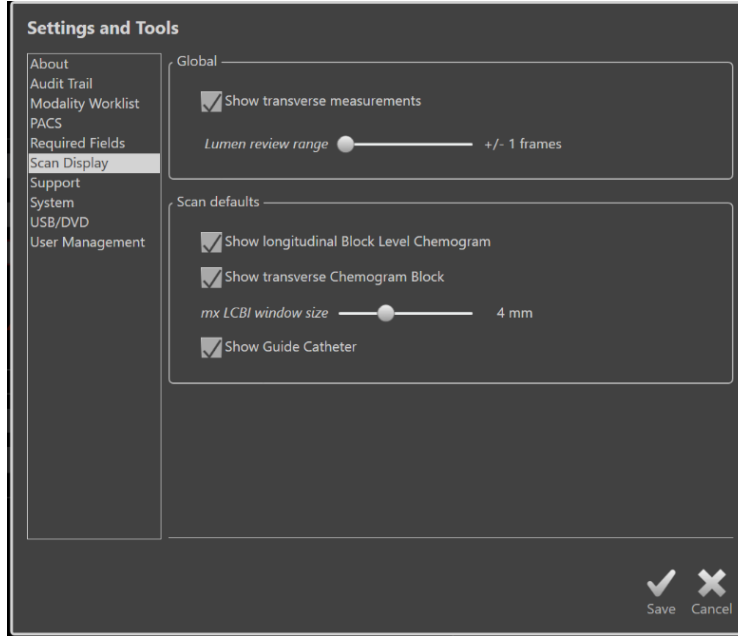 Settings and Tools
About
Audit Trail
Modality Worklist
PACS
Required Fields
Scan Display
Support
System
USB/DVD
User Management
Global
Show transverse measurements
Lumen review range +/- 1 frames
Scan defaults
Show longitudinal Block Level Chemogram
Show transverse Chemogram Block
mx LCBI window size 4 mm
Show Guide Catheter
Save Cancel